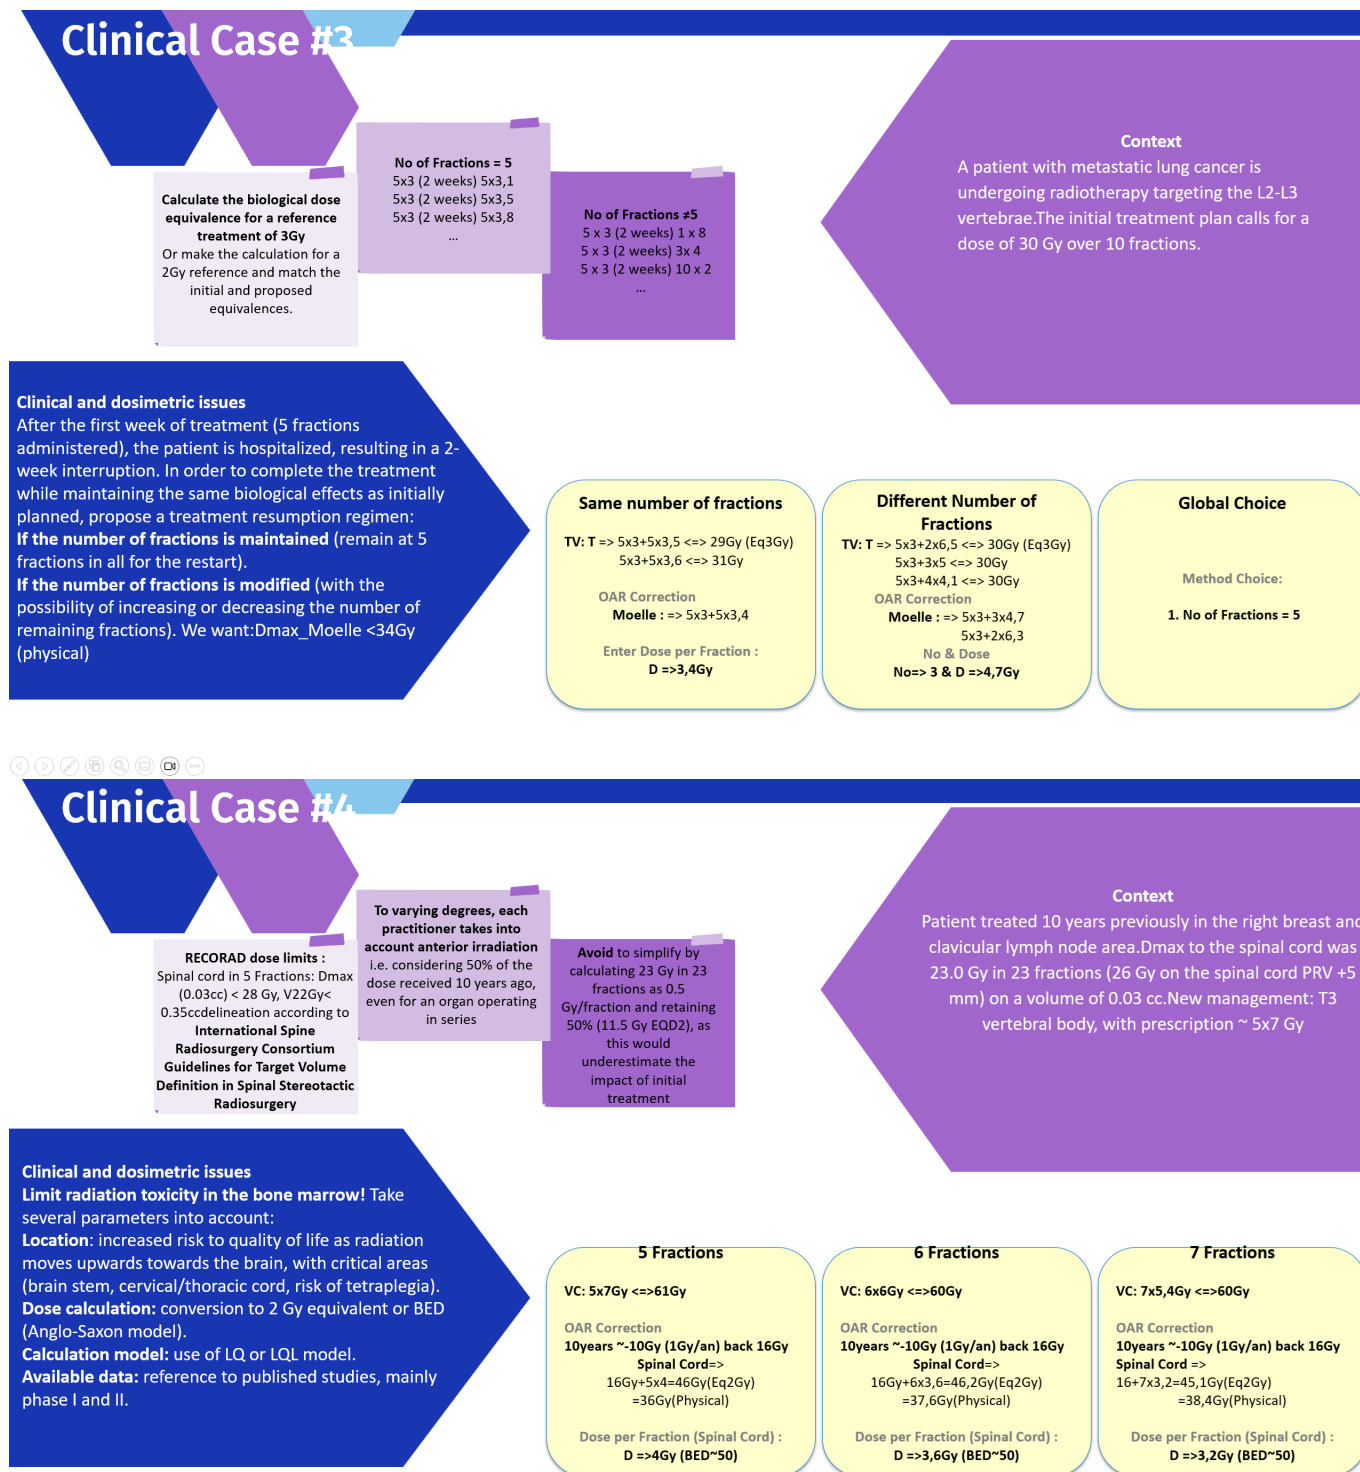 Clinical Case #3
Calculate the biological dose
equivalence for a reference
treatment of 3Gy
Or make the calculation for a
2Gy reference and match the
initial and proposed
equivalences.
No of Fractions = 5
5x3 (2 weeks) 5x3,1
5x3 (2 weeks) 5x3,5
5x3 (2 weeks) 5x3,8
...
No of Fractions ≠5
5 x 3 (2 weeks) 1 x 8
5 x 3 (2 weeks) 3x 4
5 x 3 (2 weeks) 10 x 2
...
Context
A patient with metastatic lung cancer is
undergoing radiotherapy targeting the L2-L3
vertebrae.The initial treatment plan calls for a
dose of 30 Gy over 10 fractions.
Clinical and dosimetric issues
After the first week of treatment (5 fractions
administered), the patient is hospitalized, resulting in a 2-
week interruption. In order to complete the treatment
while maintaining the same biological effects as initially
planned, propose a treatment resumption regimen:
If the number of fractions is maintained (remain at 5
fractions in all for the restart).
If the number of fractions is modified (with the
possibility of increasing or decreasing the number of
remaining fractions). We want:Dmax_Moelle <34Gy
(physical)
Same number of fractions
TV: T => 5x3+5x3,5 <=> 29Gy (Eq3Gy)
5x3+5x3,6 <=> 31Gy
OAR Correction
Moelle : => 5x3+5x3,4
Enter Dose per Fraction :
D =>3,4Gy
Different Number of
Fractions
TV: T => 5x3+2x6,5 <=> 30Gy (Eq3Gy)
5x3+3x5 <=> 30Gy
5x3+4x4,1 <=> 30Gy
OAR Correction
Moelle : => 5x3+3x4,7
5x3+2x6,3
No & Dose
No=> 3 & D =>4,7Gy
Global Choice
Method Choice:
1. No of Fractions = 5
Clinical Case #4
RECORAD dose limits :
Spinal cord in 5 Fractions: Dmax
(0.03cc) < 28 Gy, V22Gy<
0.35ccdelineation according to
International Spine
Radiosurgery Consortium
Guidelines for Target Volume
Definition in Spinal Stereotactic
Radiosurgery
To varying degrees, each
practitioner takes into
account anterior irradiation
i.e. considering 50% of the
dose received 10 years ago,
even for an organ operating
in series
Avoid to simplify by
calculating 23 Gy in 23
fractions as 0.5
Gy/fraction and retaining
50% (11.5 Gy EQD2), as
this would
underestimate the
impact of initial
treatment
Context
Patient treated 10 years previously in the right breast and
clavicular lymph node area.Dmax to the spinal cord was
23.0 Gy in 23 fractions (26 Gy on the spinal cord PRV +5
mm) on a volume of 0.03 cc.New management: T3
vertebral body, with prescription ~ 5x7 Gy
Clinical and dosimetric issues
Limit radiation toxicity in the bone marrow! Take
several parameters into account:
Location: increased risk to quality of life as radiation
moves upwards towards the brain, with critical areas
(brain stem, cervical/thoracic cord, risk of tetraplegia).
Dose calculation: conversion to 2 Gy equivalent or BED
(Anglo-Saxon model).
Calculation model: use of LQ or LQL model.
Available data: reference to published studies, mainly
phase I and II.
5 Fractions
VC: 5x7Gy <=>61Gy
OAR Correction
10years ~-10Gy (1Gy/an) back 16Gy
Spinal Cord=>
16Gy+5x4=46Gy(Eq2Gy)
=36Gy(Physical)
Dose per Fraction (Spinal Cord) :
D =>4Gy (BED~50)
6 Fractions
VC: 6x6Gy <=>60Gy
OAR Correction
10years ~-10Gy (1Gy/an) back 16Gy
Spinal Cord=>
16Gy+6x3,6=46,2Gy(Eq2Gy)
=37,6Gy(Physical)
Dose per Fraction (Spinal Cord) :
D =>3,6Gy (BED~50)
7 Fractions
VC: 7x5,4Gy <=>60Gy
OAR Correction
10years ~-10Gy (1Gy/an) back 16Gy
Spinal Cord =>
16+7x3,2=45,1Gy(Eq2Gy)
=38,4Gy(Physical)
Dose per Fraction (Spinal Cord) :
D =>3,2Gy (BED~50)